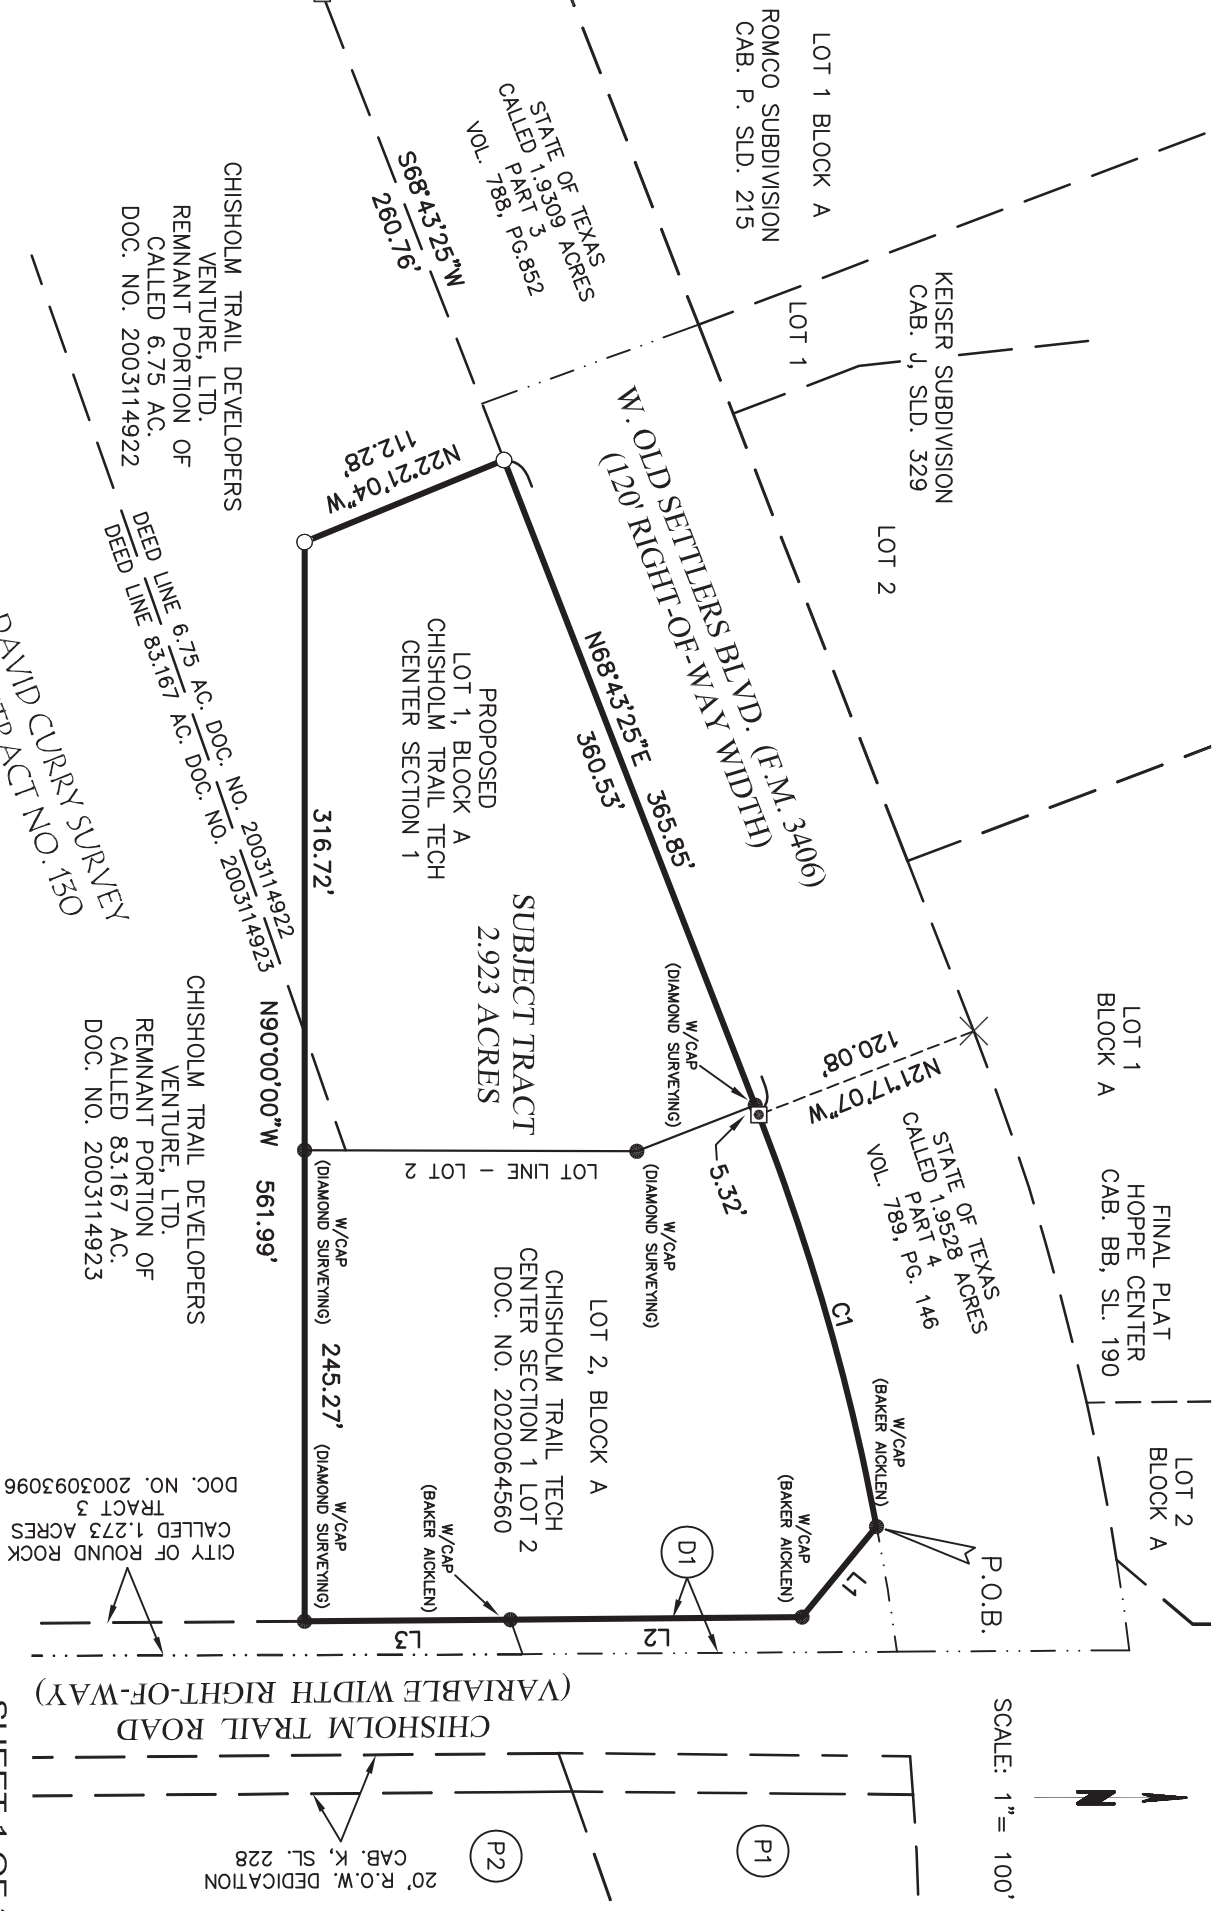 LOT 1 BLOCK A
ROMCO SUBDIVISION
CAB. P. SLD. 215
KEISER SUBDIVISION
CAB. J, SLD. 329
LOT 1
LOT 2
LOT 1
BLOCK A
FINAL PLAT
HOPPE CENTER
CAB. BB, SL. 190
LOT 2
BLOCK A
STATE OF TEXAS
CALLED 1.9309 ACRES
PART 3
VOL. 788, PG.852
S68°43'25"W
260.76'
W. OLD SETTLERS BLVD. (F.M. 3406)
(120' RIGHT-OF-WAY WIDTH)
N21°17'07"W
120.08'
STATE OF TEXAS
CALLED 1.9528 ACRES
PART 4
VOL. 789, PG. 146
N68°43'25"E 365.85'
360.53'
5.32'
C1
W/CAP
(BAKER AICKLEN)
P.O.B.
L1
W/CAP
(DIAMOND SURVEYING)
W/CAP
(BAKER AICKLEN)
N22°21'04"W
112.28'
PROPOSED
LOT 1, BLOCK A
CHISHOLM TRAIL TECH
CENTER SECTION 1
SUBJECT TRACT
2.923 ACRES
LOT LINE - LOT 2
W/CAP
(DIAMOND SURVEYING)
LOT 2, BLOCK A
CHISHOLM TRAIL TECH
CENTER SECTION 1 LOT 2
DOC. NO. 2020064560
D1
L2
W/CAP
(BAKER AICKLEN)
L3
316.72'
W/CAP
(DIAMOND SURVEYING)
245.27'
W/CAP
(DIAMOND SURVEYING)
N90°00'00"W 561.99'
CHISHOLM TRAIL DEVELOPERS
VENTURE, LTD.
REMNANT PORTION OF
CALLED 6.75 AC.
DOC. NO. 2003114922
DEED LINE 6.75 AC. DOC. NO. 2003114922
DEED LINE 83.167 AC. DOC. NO. 2003114923
DAVID CURRY SURVEY
TRACT NO. 130
CHISHOLM TRAIL DEVELOPERS
VENTURE, LTD.
REMNANT PORTION OF
CALLED 83.167 AC.
DOC. NO. 2003114923
CITY OF ROUND ROCK
CALLED 1.273 ACRES
TRACT 3
DOC. NO. 2003093096
CHISHOLM TRAIL ROAD
(VARIABLE WIDTH RIGHT-OF-WAY)
20' R.O.W. DEDICATION
CAB. K, SL. 228
P2
P1
SCALE: 1"= 100'
N
SHEET 1 OF